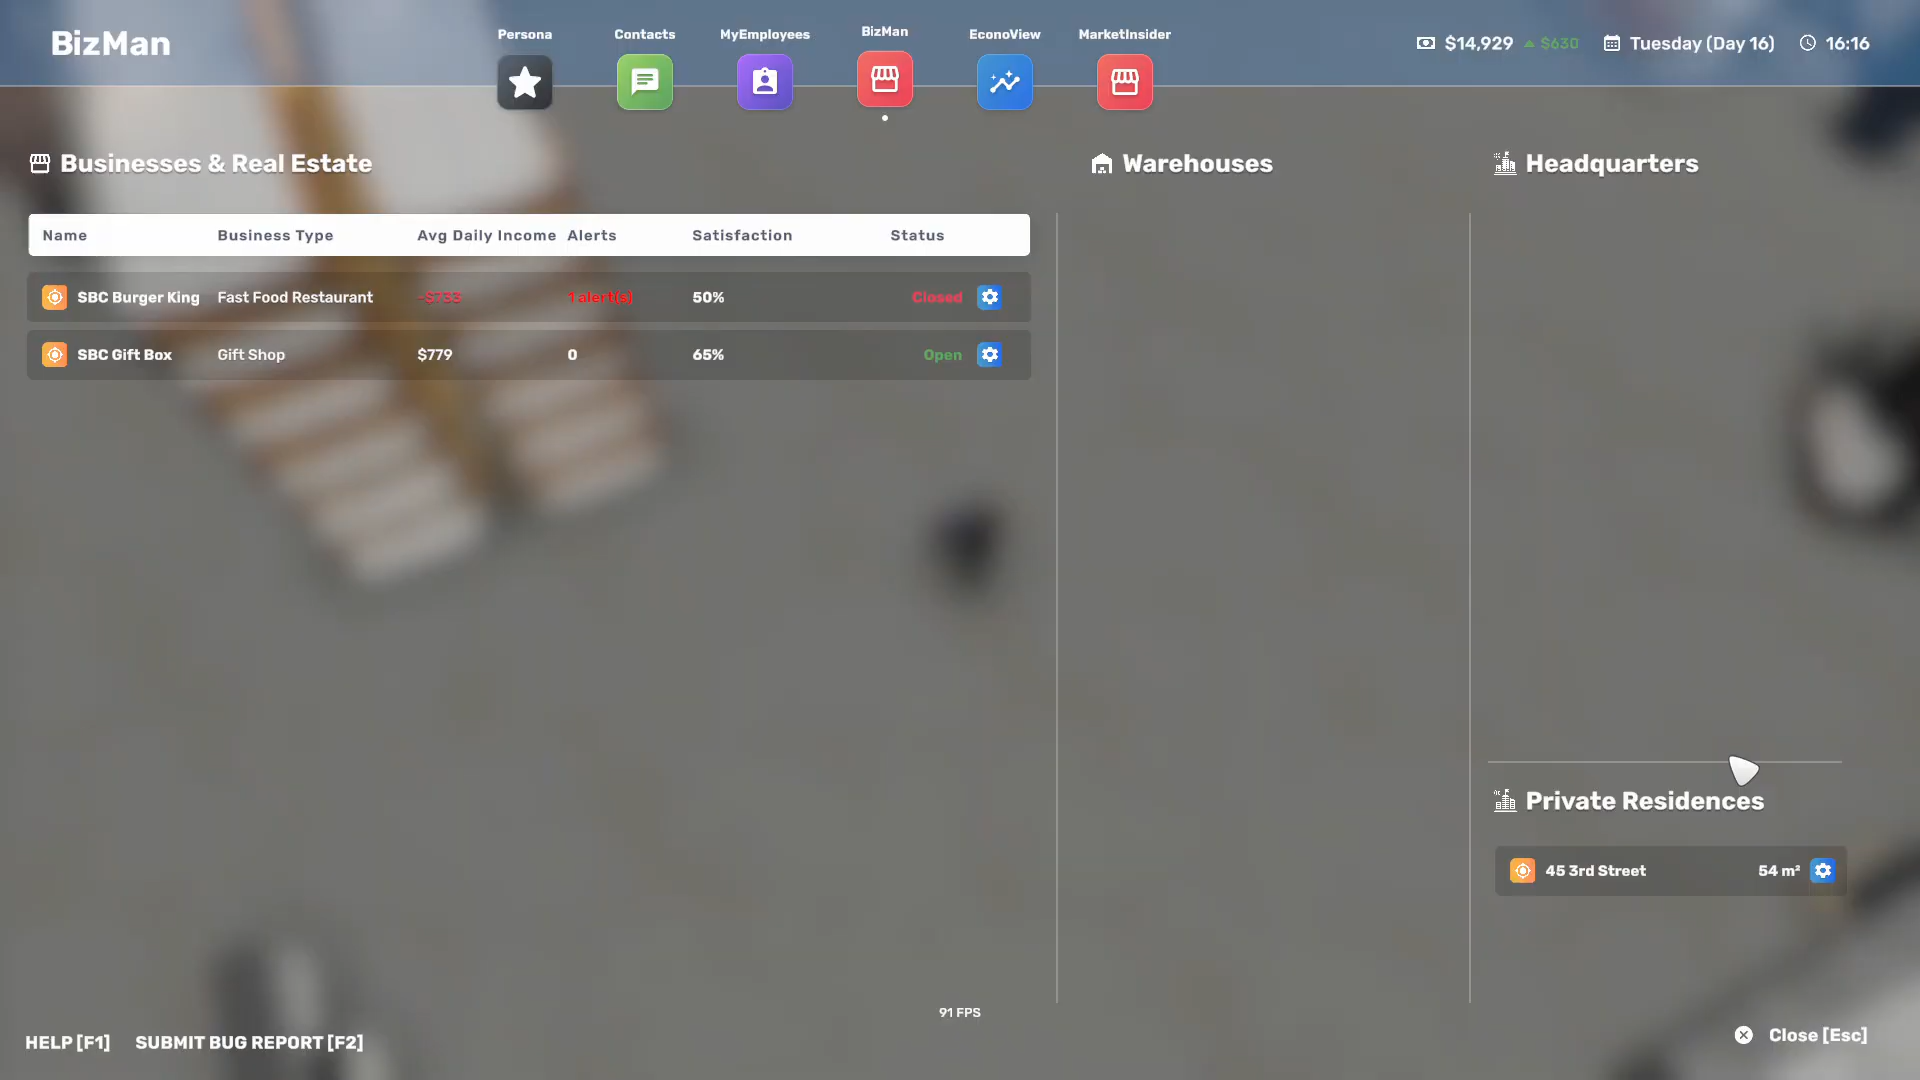 BizMan
Persona
Contacts
MyEmployees
BizMan
EconoView
MarketInsider
$14,929
$630
Tuesday (Day 16)
16:16
Businesses & Real Estate
Warehouses
Headquarters
Name Business Type Avg Daily Income Alerts Satisfaction Status
SBC Burger King Fast Food Restaurant -$733 1 alert(s) 50% Closed
SBC Gift Box Gift Shop $779 0 65% Open
Private Residences
45 3rd Street 54 m²
91 FPS
HELP [F1] SUBMIT BUG REPORT [F2]
Close [Esc]